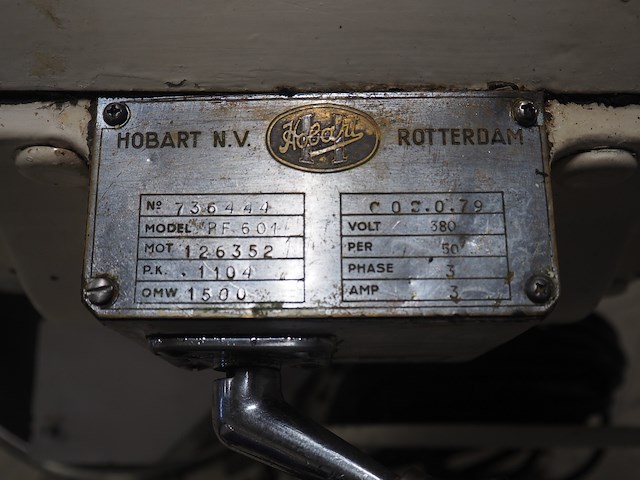 HOBART N.V. Hobart ROTTERDAM
Nº 736444
MODEL PF 601
MOT 126352
P.K. 1104
OMW 1500
COS.0.79
VOLT 380
PER 50
PHASE 3
AMP 3